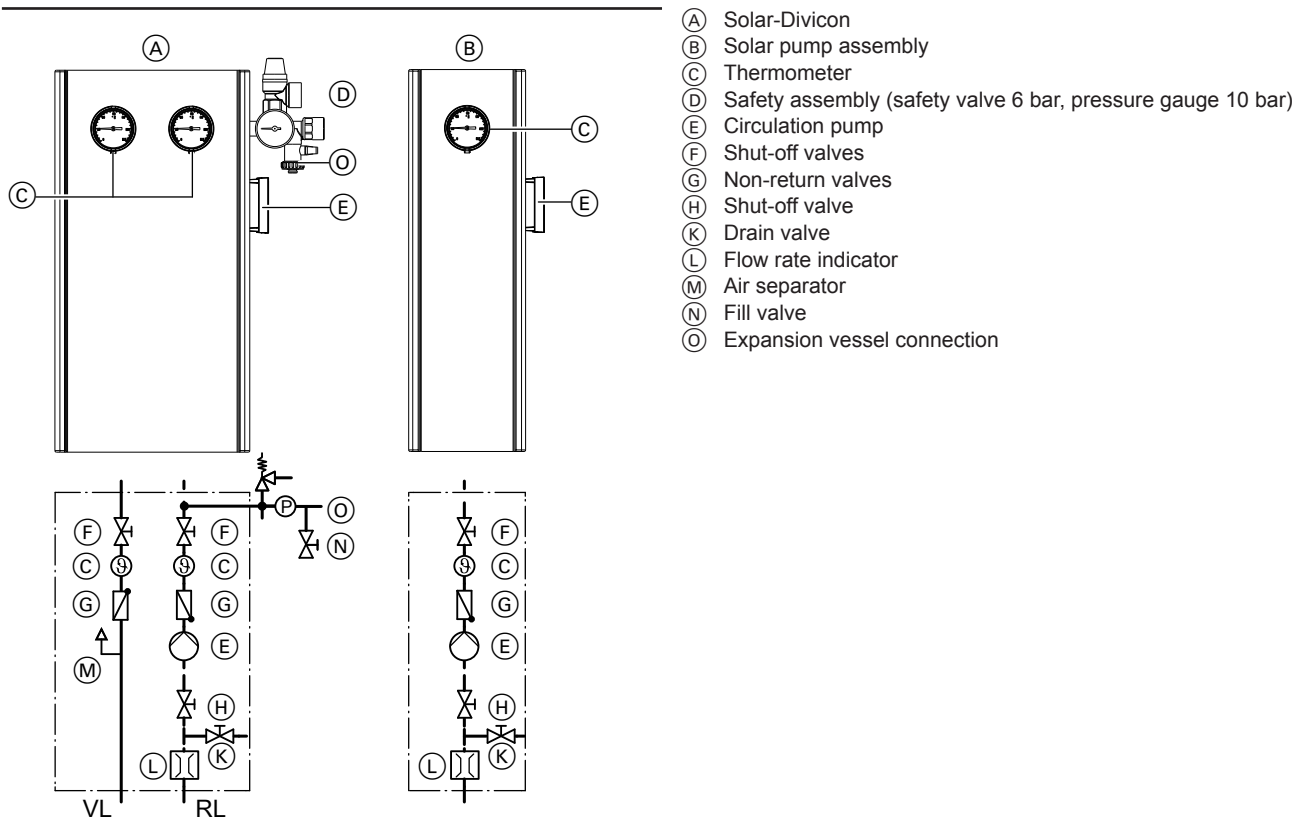 A Solar-Divicon
B Solar pump assembly
C Thermometer
D Safety assembly (safety valve 6 bar, pressure gauge 10 bar)
E Circulation pump
F Shut-off valves
G Non-return valves
H Shut-off valve
K Drain valve
L Flow rate indicator
M Air separator
N Fill valve
O Expansion vessel connection
A B
D
C
O
C E E
P O
F F N F
C ϑ ϑ C ϑ C
G G G
E E
M
H H
K K
L L
VL RL